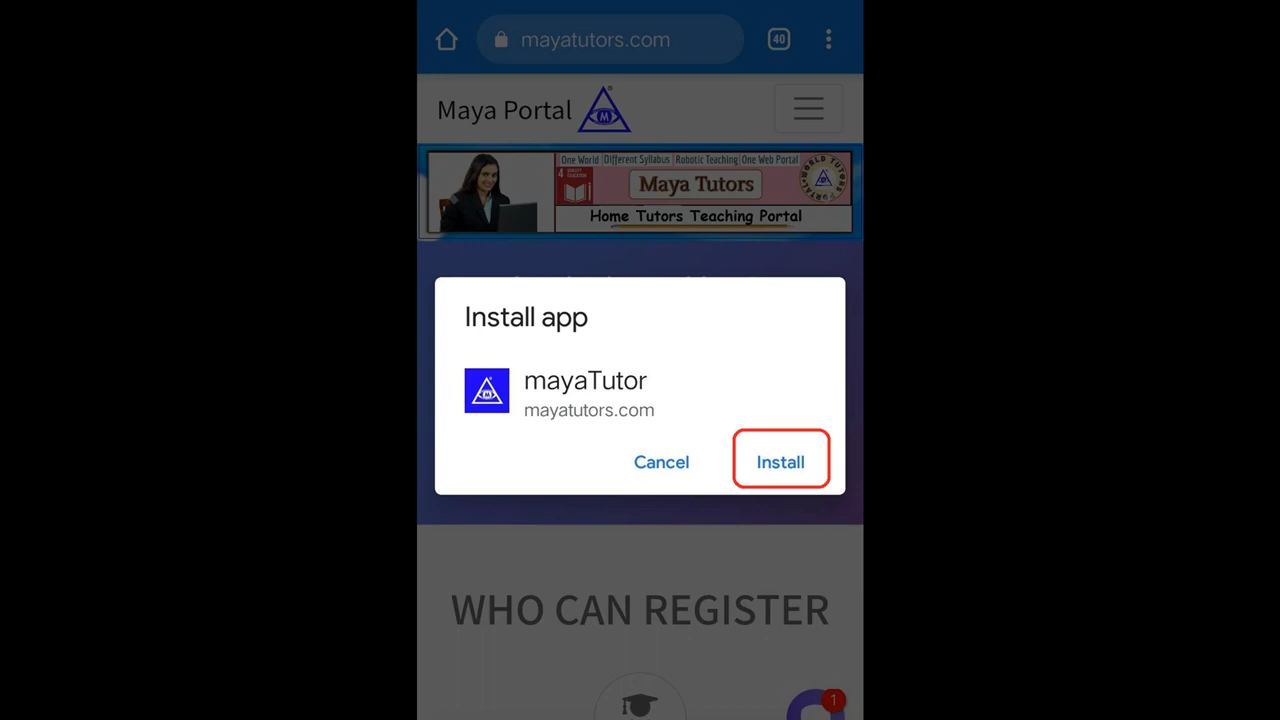 mayatutors.com
40
Maya Portal
M
One World Different Syllabus Robotic Teaching One Web Portal
4
Maya Tutors
Home Tutors Teaching Portal
Install app
mayaTutor
M
mayatutors.com
Cancel Install
WHO CAN REGISTER
1